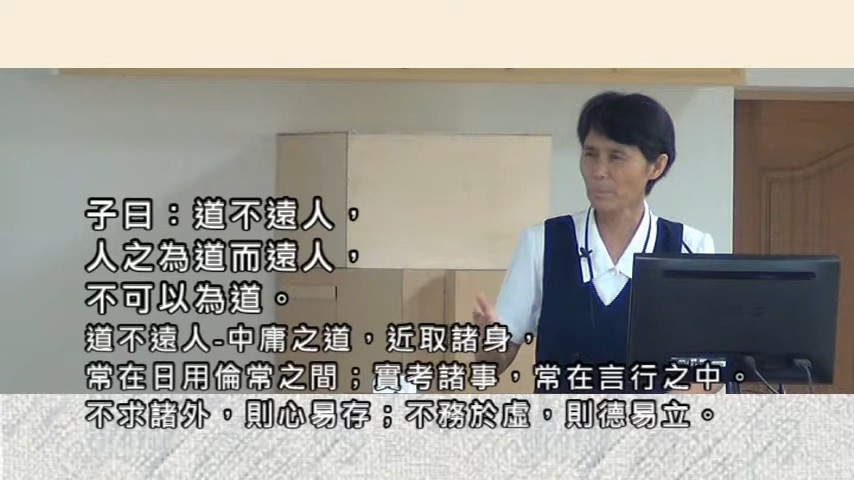 子曰：道不遠人，
人之為道而遠人，
不可以為道。
道不遠人-中庸之道，近取諸身，
常在日用倫常之間；實考諸事，常在言行之中。
不求諸外，則心易存；不務於虛，則德易立。